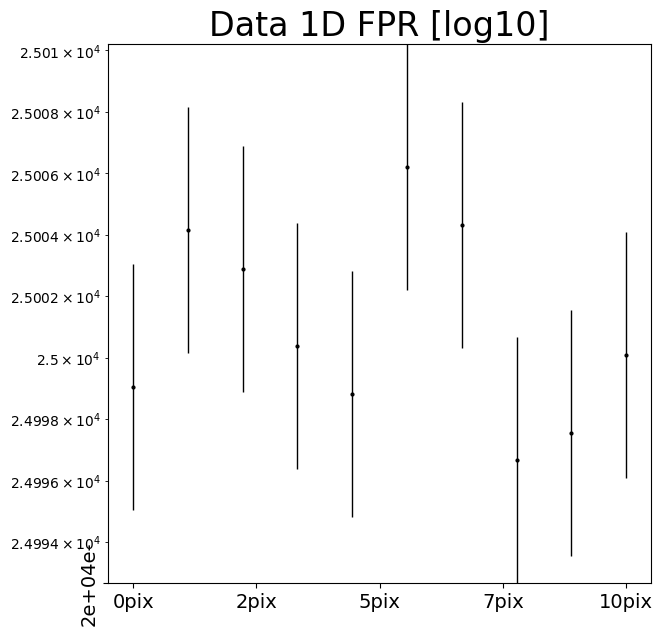 Data 1D FPR [log10]
2.501 × 10⁴
2.5008 × 10⁴
2.5006 × 10⁴
2.5004 × 10⁴
2.5002 × 10⁴
2.5 × 10⁴
2.4998 × 10⁴
2.4996 × 10⁴
2.4994 × 10⁴
2e+04e-
0pix 2pix 5pix 7pix 10pix